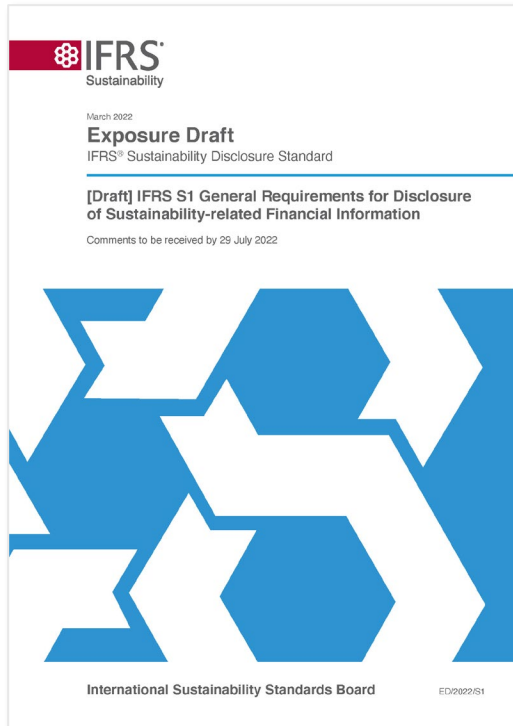 IFRS®
Sustainability
March 2022
Exposure Draft
IFRS® Sustainability Disclosure Standard
[Draft] IFRS S1 General Requirements for Disclosure
of Sustainability-related Financial Information
Comments to be received by 29 July 2022
International Sustainability Standards Board
ED/2022/S1